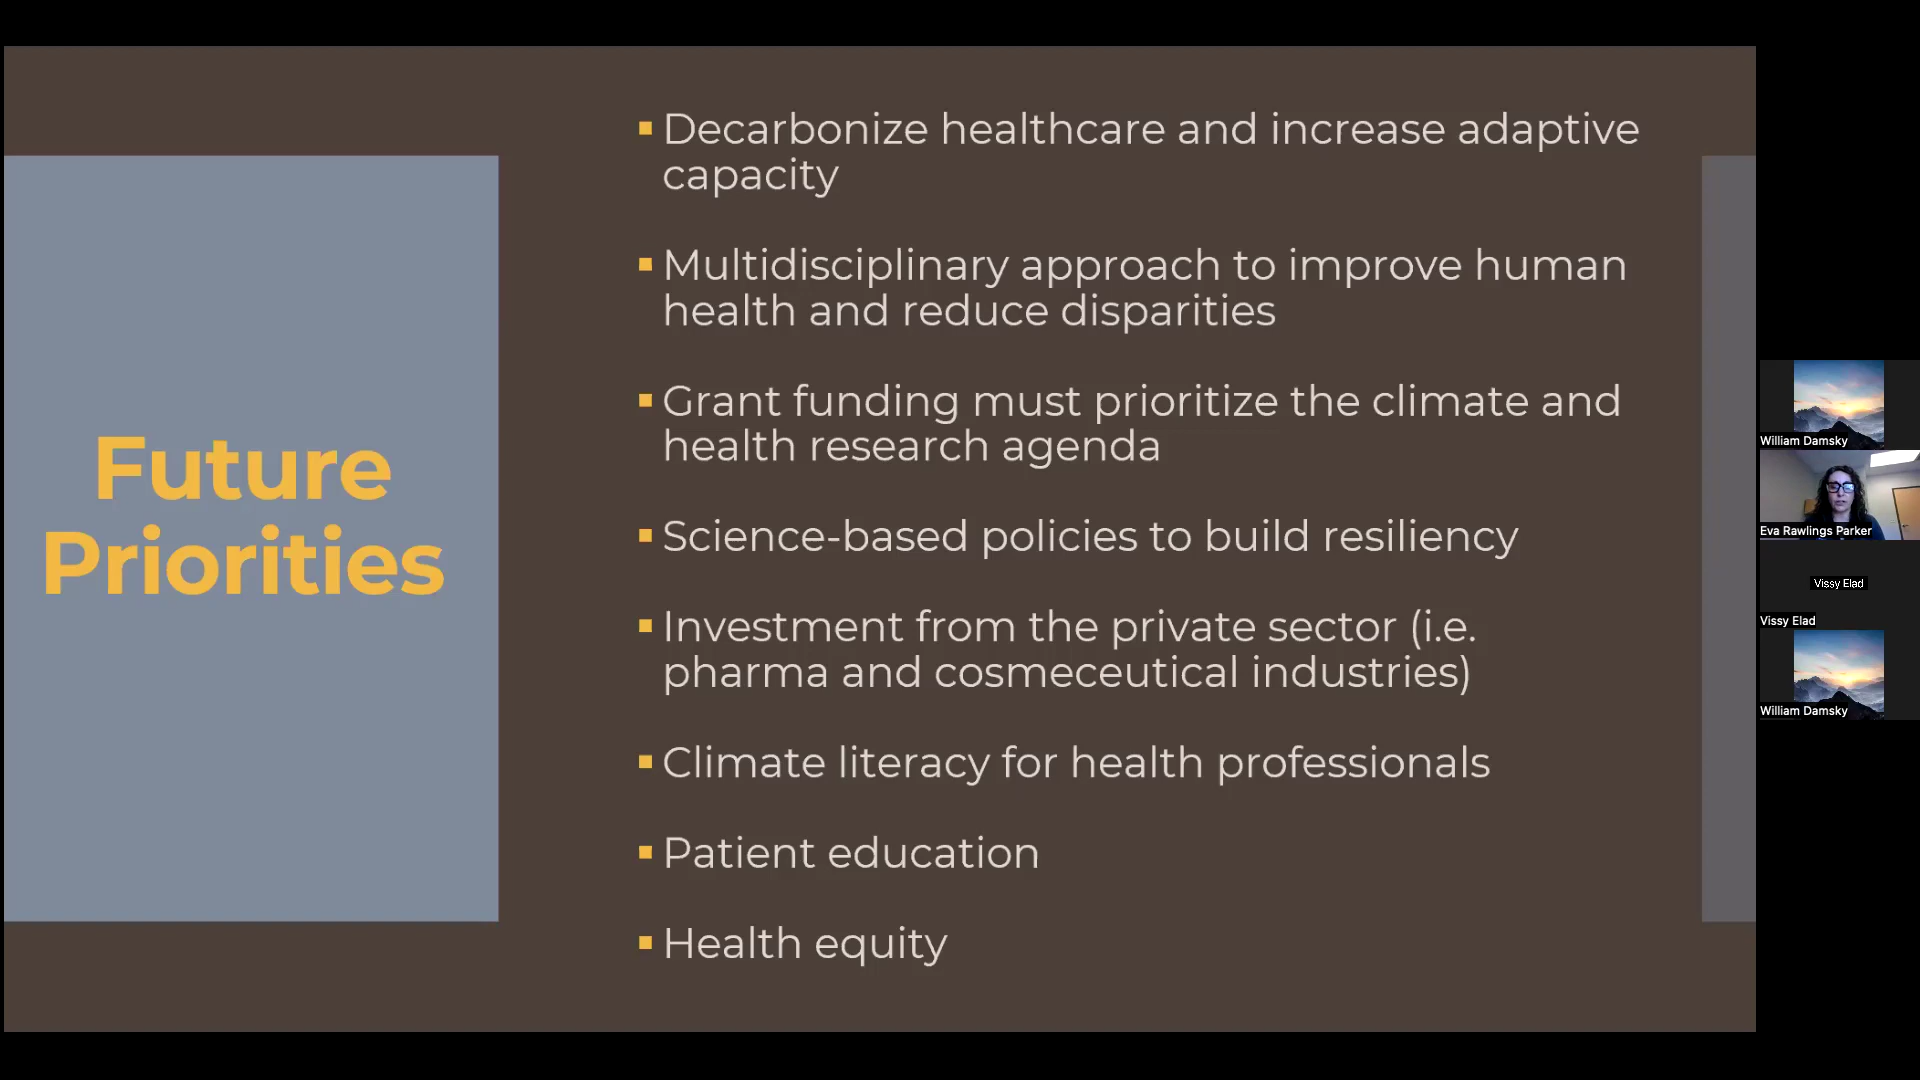 Future
Priorities
Decarbonize healthcare and increase adaptive
capacity
Multidisciplinary approach to improve human
health and reduce disparities
Grant funding must prioritize the climate and
health research agenda
Science-based policies to build resiliency
Investment from the private sector (i.e.
pharma and cosmeceutical industries)
Climate literacy for health professionals
Patient education
Health equity
William Damsky
Eva Rawlings Parker
Vissy Elad
Vissy Elad
William Damsky